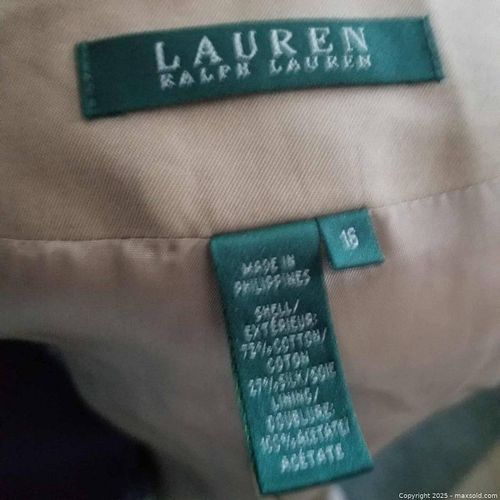 LAUREN
RALPH LAUREN
16
MADE IN
PHILIPPINES
SHELL/
EXTÉRIEUR:
73% COTTON/
COTON
27% SILK/SOIE
LINING/
DOUBLURE:
100% ACETATE/
ACÉTATE
Copyright © 2025 - maxsold.com